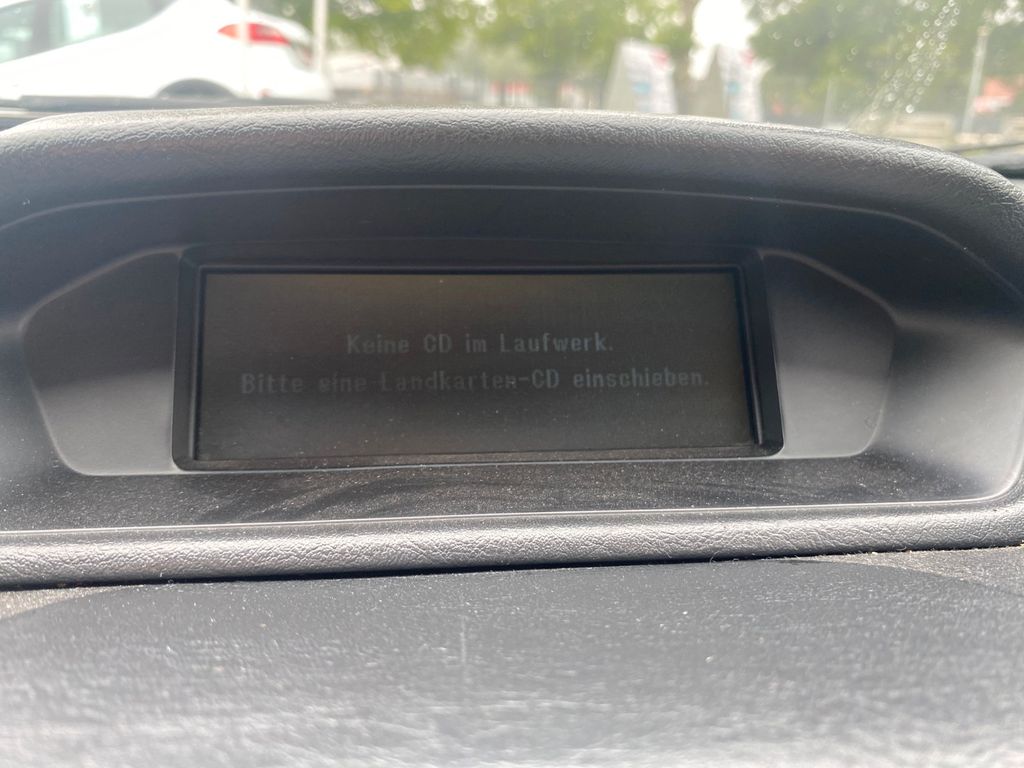 Keine CD im Laufwerk.
Bitte eine Landkarten-CD einschieben.